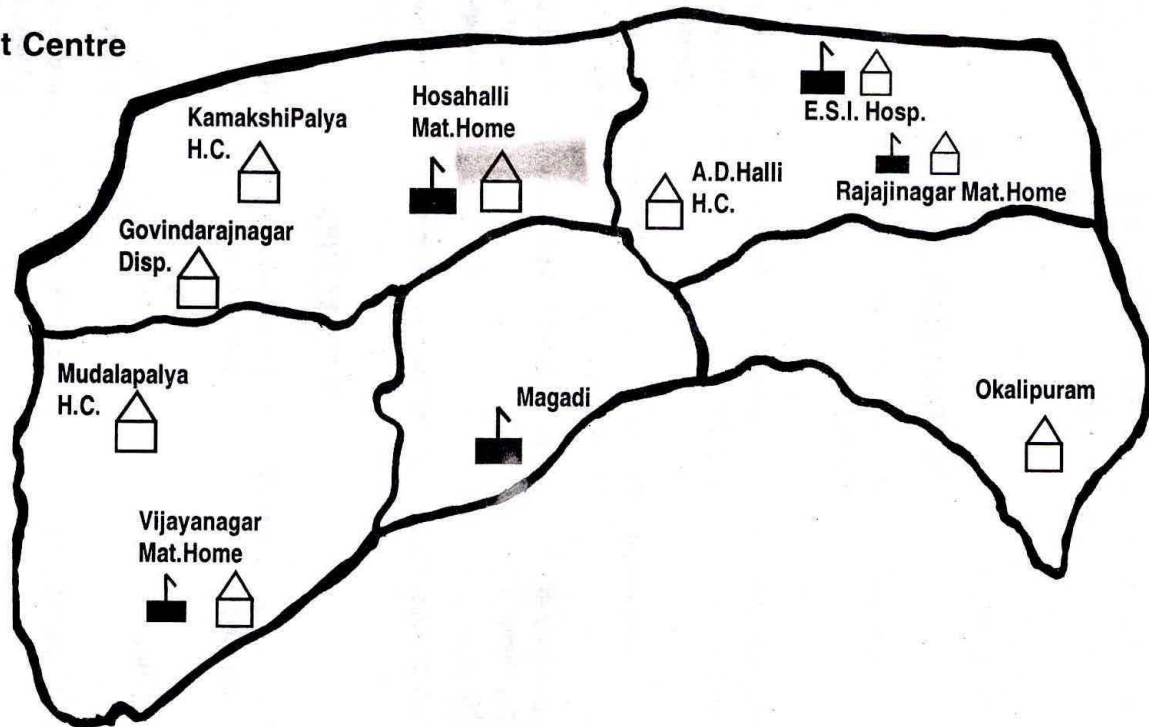 t Centre
KamakshiPalya
H.C.
Hosahalli
Mat.Home
E.S.I. Hosp.
A.D.Halli
H.C.
Rajajinagar Mat.Home
Govindarajnagar
Disp.
Mudalapalya
H.C.
Magadi
Okalipuram
Vijayanagar
Mat.Home